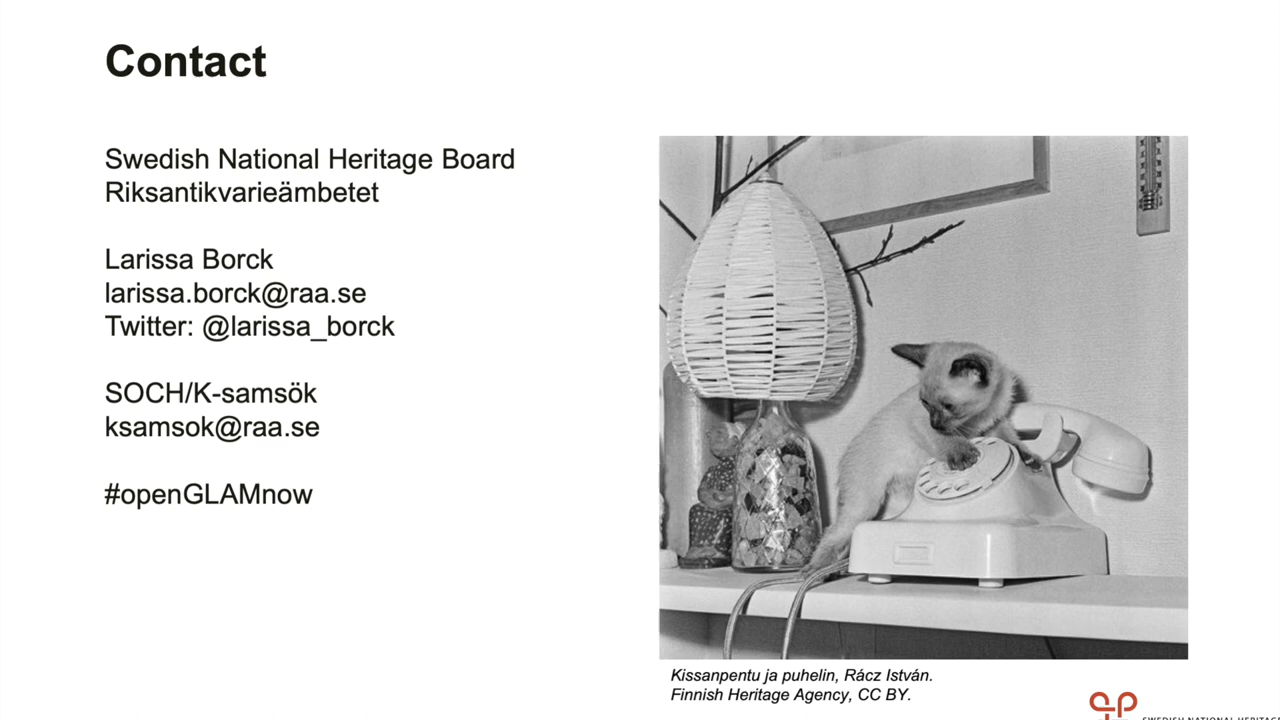 Contact
Swedish National Heritage Board
Riksantikvarieämbetet
Larissa Borck
larissa.borck@raa.se
Twitter: @larissa_borck
SOCH/K-samsök
ksamsok@raa.se
#openGLAMnow
Kissanpentu ja puhelin, Rácz István.
Finnish Heritage Agency, CC BY.
SWEDISH NATIONAL HERITAGE